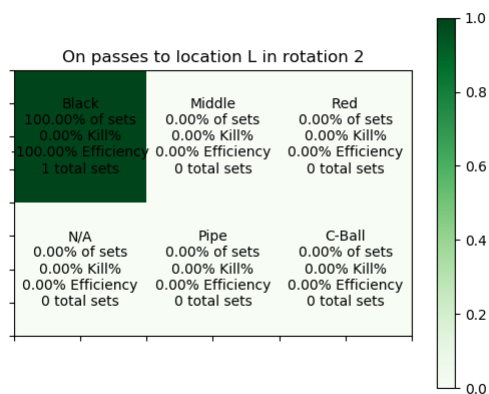 On passes to location L in rotation 2
Black
100.00% of sets
0.00% Kill%
100.00% Efficiency
1 total sets
Middle
0.00% of sets
0.00% Kill%
0.00% Efficiency
0 total sets
Red
0.00% of sets
0.00% Kill%
0.00% Efficiency
0 total sets
N/A
0.00% of sets
0.00% Kill%
0.00% Efficiency
0 total sets
Pipe
0.00% of sets
0.00% Kill%
0.00% Efficiency
0 total sets
C-Ball
0.00% of sets
0.00% Kill%
0.00% Efficiency
0 total sets
1.0
0.8
0.6
0.4
0.2
0.0